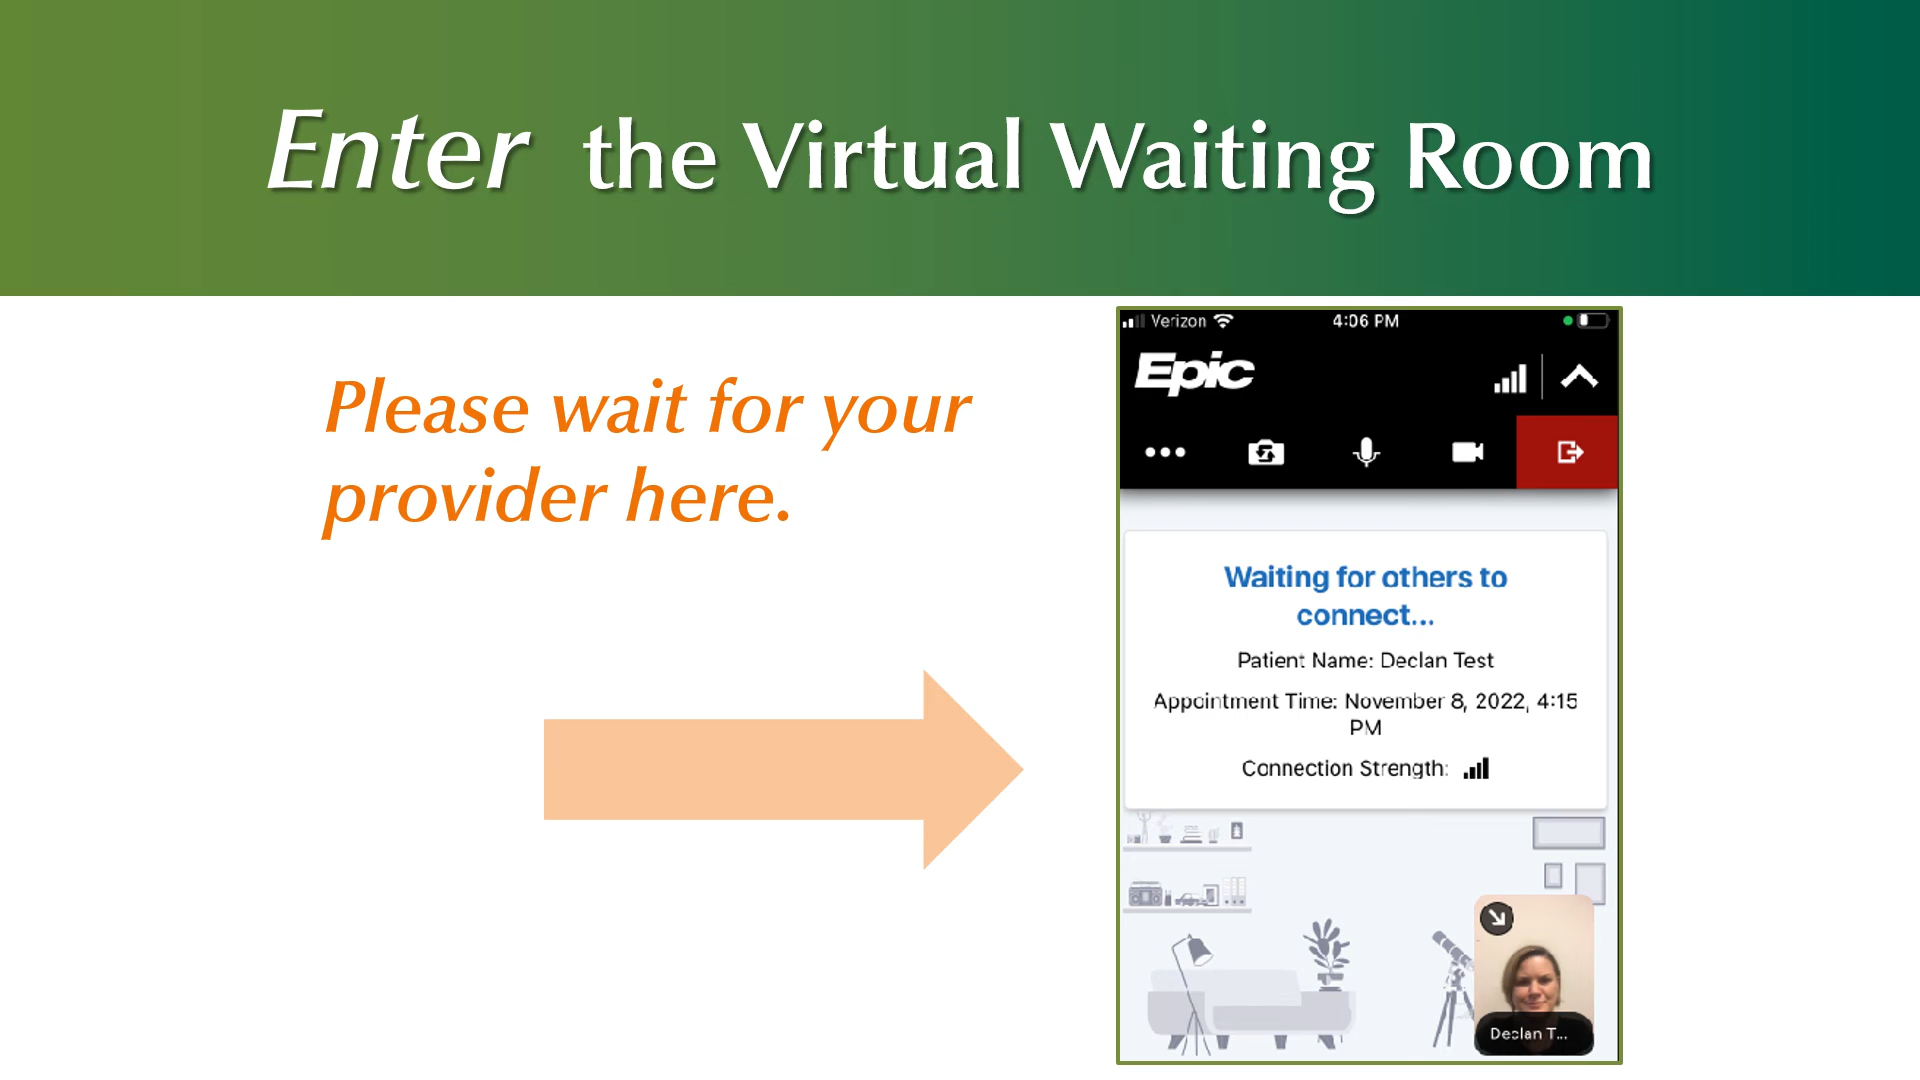 Enter the Virtual Waiting Room
Please wait for your
provider here.
Verizon
4:06 PM
Epic
Waiting for others to
connect...
Patient Name: Declan Test
Appointment Time: November 8, 2022, 4:15
PM
Connection Strength:
Declan T...